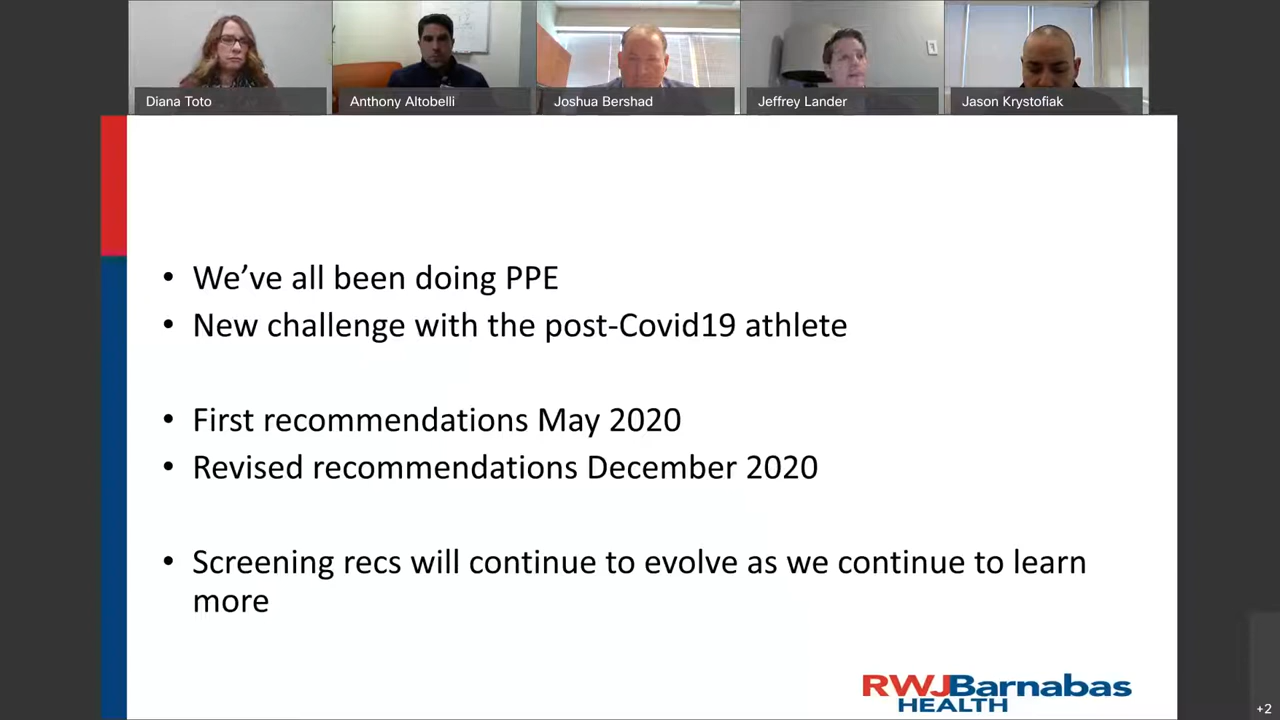 Diana Toto
Anthony Altobelli
Joshua Bershad
Jeffrey Lander
Jason Krystofiak
• We’ve all been doing PPE
• New challenge with the post-Covid19 athlete
• First recommendations May 2020
• Revised recommendations December 2020
• Screening recs will continue to evolve as we continue to learn
more
RWJBarnabas
HEALTH
+2